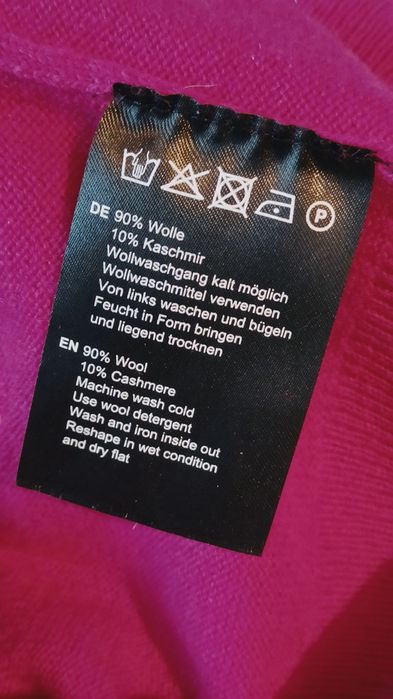 P
DE 90% Wolle
10% Kaschmir
Wollwaschgang kalt möglich
Wollwaschmittel verwenden
Von links waschen und bügeln
Feucht in Form bringen
und liegend trocknen
EN 90% Wool
10% Cashmere
Machine wash cold
Use wool detergent
Wash and iron inside out
Reshape in wet condition
and dry flat